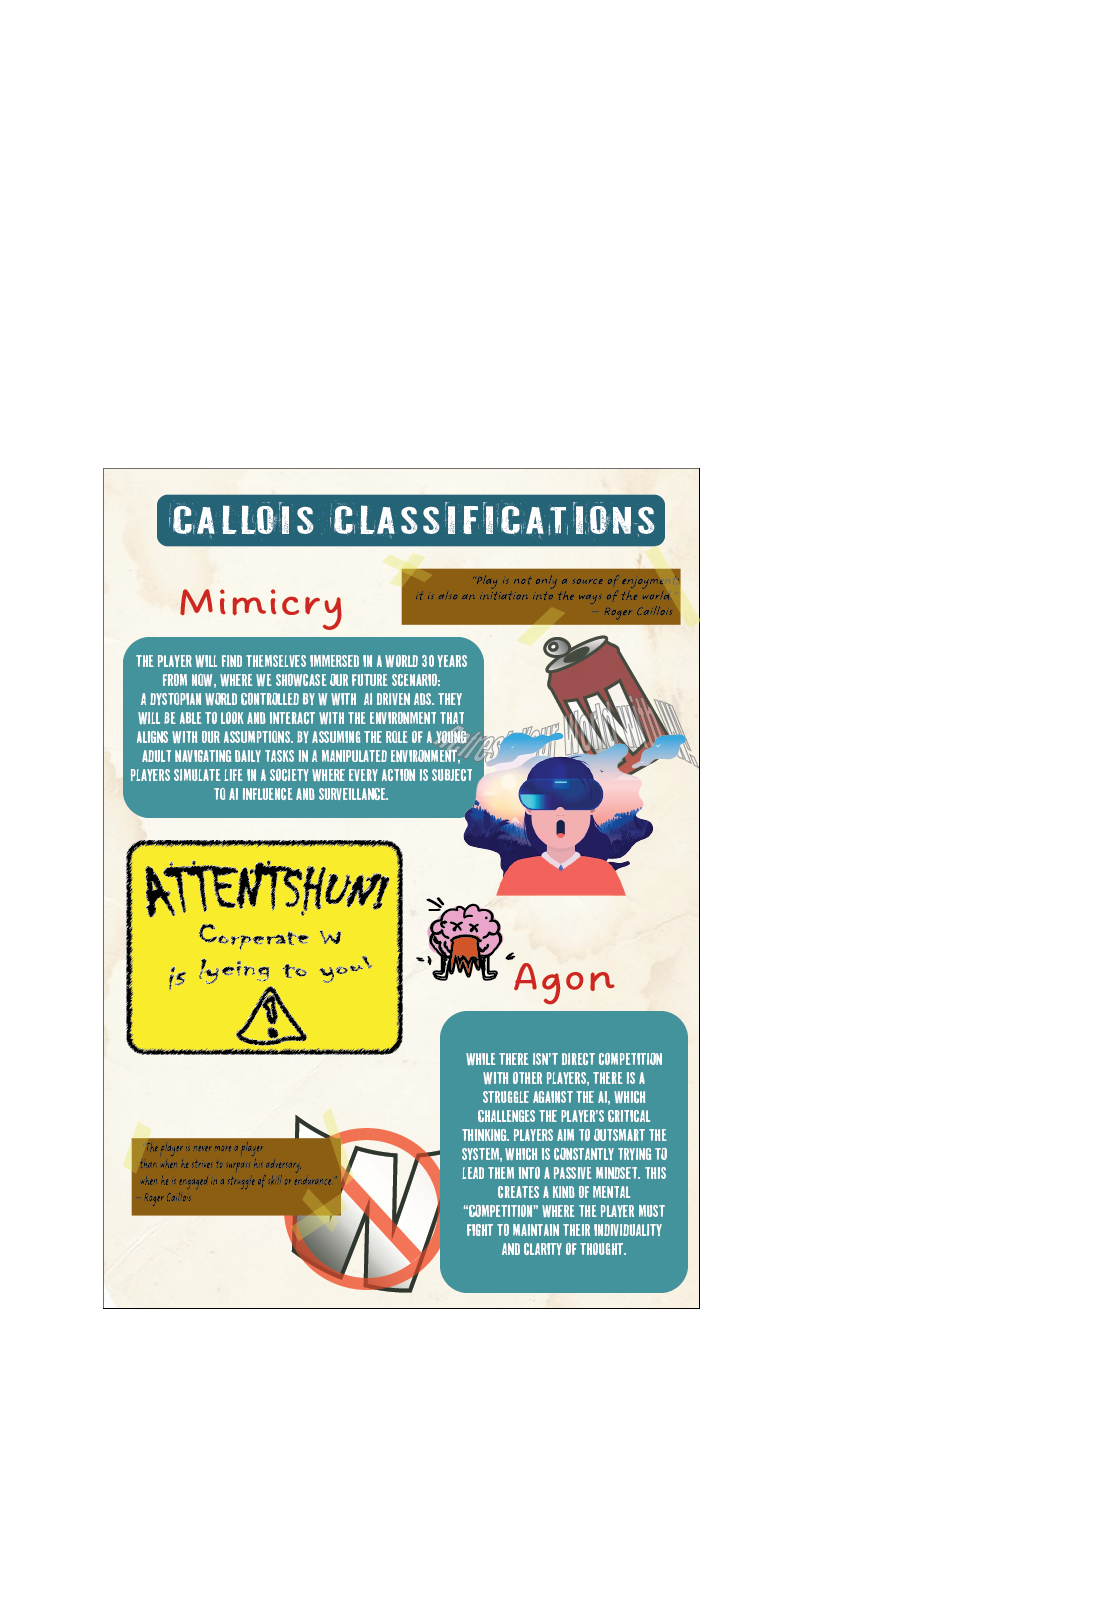 CALLOIS CLASSIFICATIONS
Mimicry
"Play is not only a source of enjoyment
it is also an initiation into the ways of the world."
— Roger Caillois
THE PLAYER WILL FIND THEMSELVES IMMERSED IN A WORLD 30 YEARS
FROM NOW, WHERE WE SHOWCASE OUR FUTURE SCENARIO:
A DYSTOPIAN WORLD CONTROLLED BY W WITH AI DRIVEN ADS. THEY
WILL BE ABLE TO LOOK AND INTERACT WITH THE ENVIRONMENT THAT
ALIGNS WITH OUR ASSUMPTIONS. BY ASSUMING THE ROLE OF A YOUNG
ADULT NAVIGATING DAILY TASKS IN A MANIPULATED ENVIRONMENT,
PLAYERS SIMULATE LIFE IN A SOCIETY WHERE EVERY ACTION IS SUBJECT
TO AI INFLUENCE AND SURVEILLANCE.
W
Refresh Your World with W
ATTENTSHUN!
Corperate W
is lyeing to you!
?
Agon
WHILE THERE ISN'T DIRECT COMPETITION
WITH OTHER PLAYERS, THERE IS A
STRUGGLE AGAINST THE AI, WHICH
CHALLENGES THE PLAYER'S CRITICAL
THINKING. PLAYERS AIM TO OUTSMART THE
SYSTEM, WHICH IS CONSTANTLY TRYING TO
LEAD THEM INTO A PASSIVE MINDSET. THIS
CREATES A KIND OF MENTAL
"COMPETITION" WHERE THE PLAYER MUST
FIGHT TO MAINTAIN THEIR INDIVIDUALITY
AND CLARITY OF THOUGHT.
"The player is never more a player
than when he strives to surpass his adversary,
when he is engaged in a struggle of skill or endurance."
— Roger Caillois
W